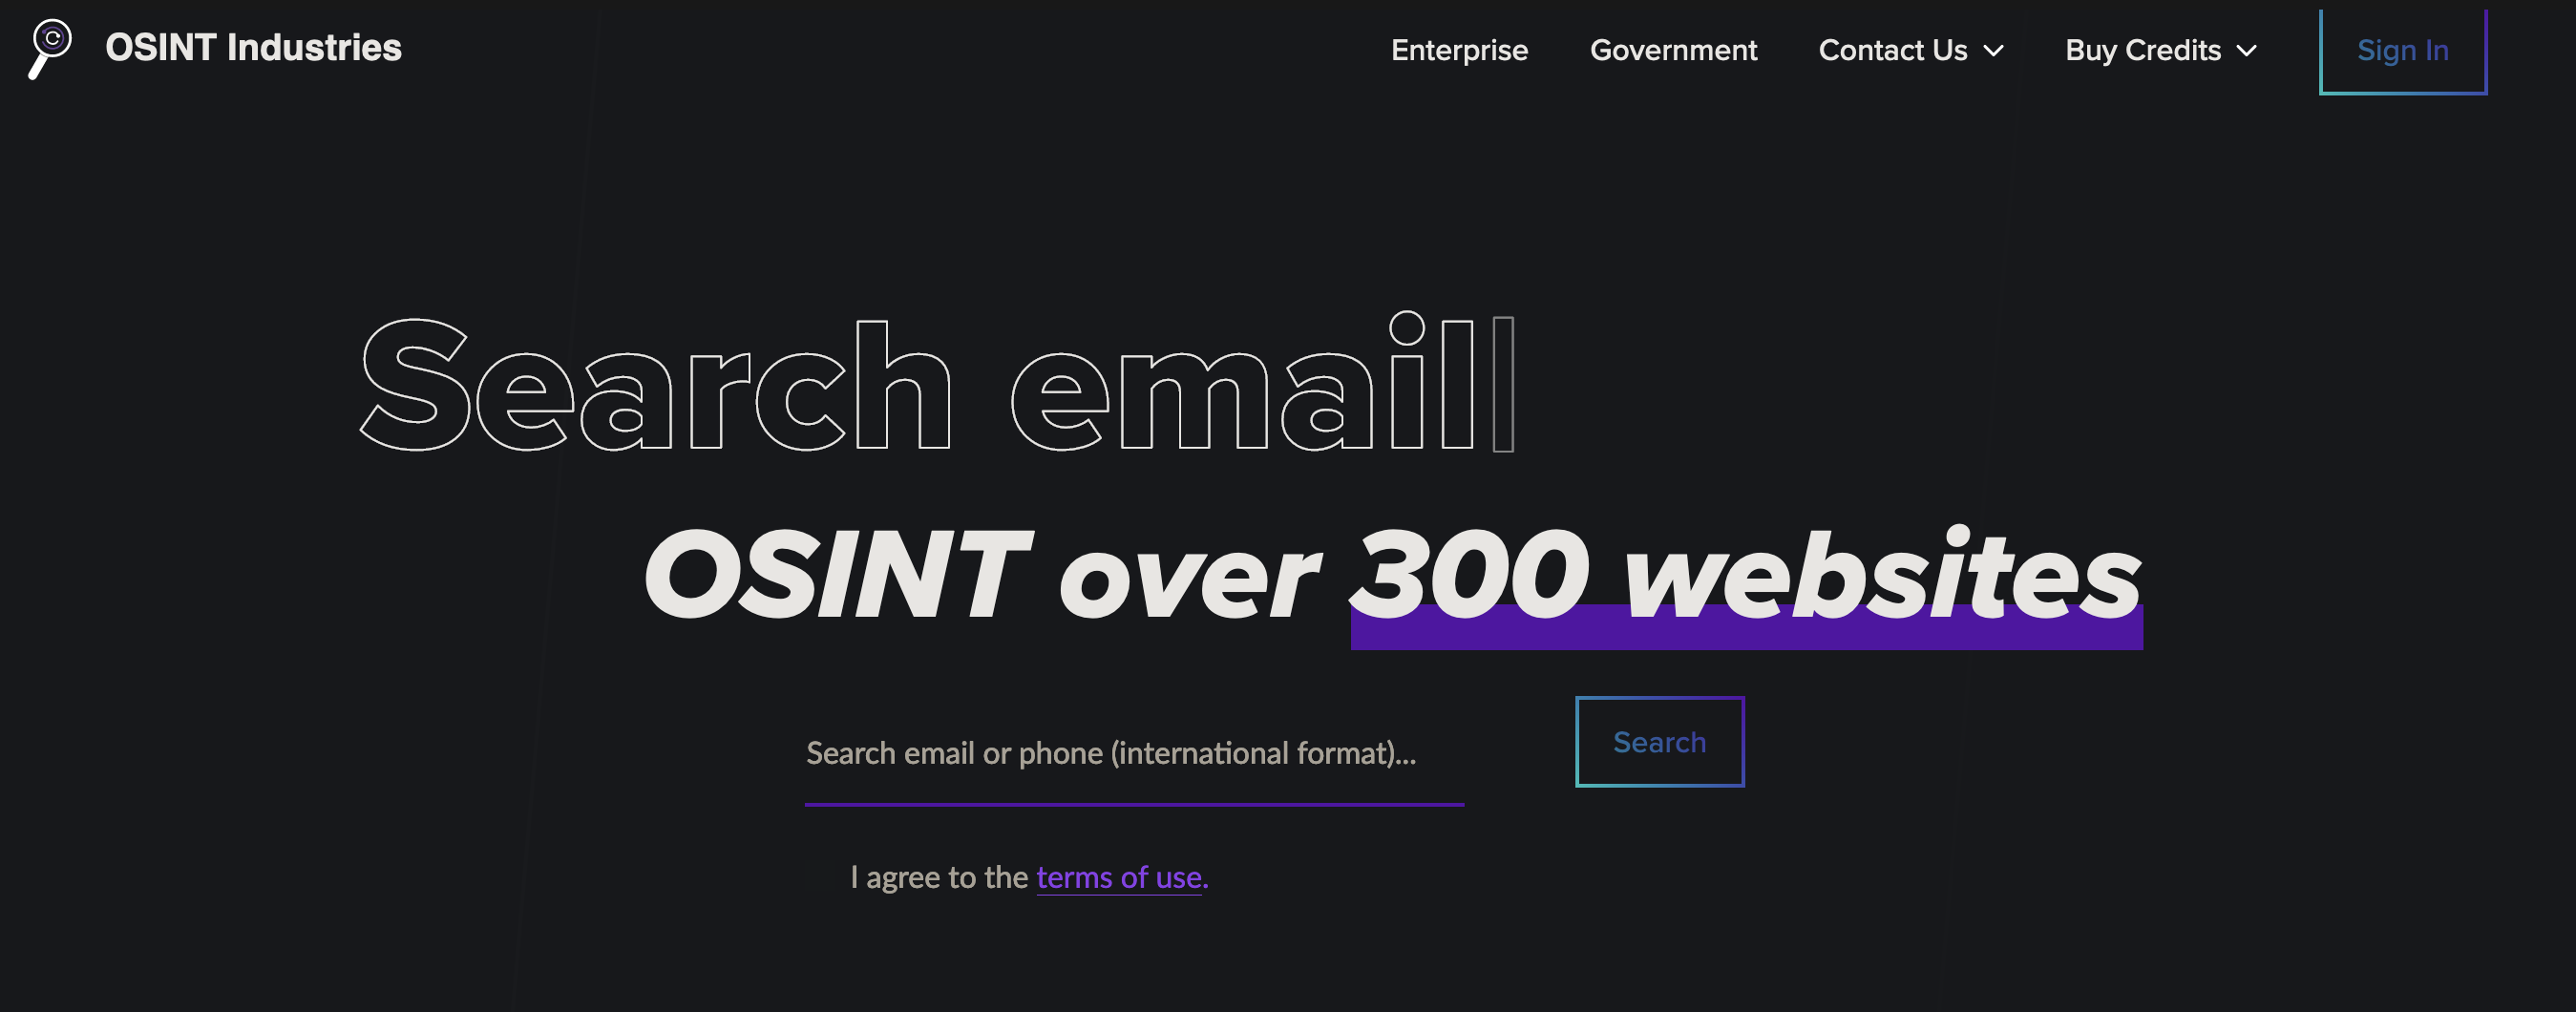 OSINT Industries
Enterprise Government Contact Us Buy Credits Sign In
Search email
OSINT over 300 websites
Search email or phone (international format)...
Search
I agree to the terms of use.